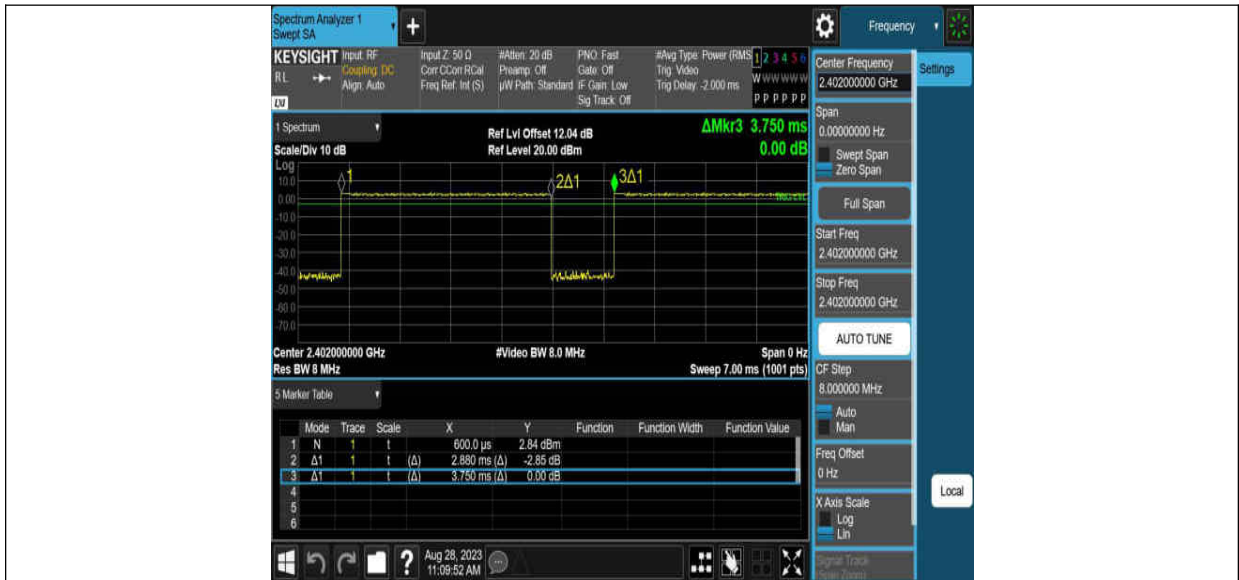 Spectrum Analyzer 1
Swept SA
+
Frequency
KEYSIGHT Input: RF Input Z: 50 Ω #Atten: 20 dB PNO: Fast #Avg Type: Power (RMS 1 2 3 4 5 6
RL Coupling: DC Corr CCorr RCal Preamp: Off Gate: Off Trig: Video W W W W W W
Align: Auto Freq Ref: Int (S) µW Path: Standard IF Gain: Low Trig Delay: -2.000 ms
LXI Sig Track: Off P P P P P P
1 Spectrum
Ref Lvl Offset 12.04 dB
ΔMkr3 3.750 ms
Scale/Div 10 dB Ref Level 20.00 dBm 0.00 dB
Log
10.0
0.00
-10.0
-20.0
-30.0
-40.0
-50.0
-60.0
-70.0
1
2Δ1
3Δ1
Center 2.402000000 GHz #Video BW 8.0 MHz Span 0 Hz
Res BW 8 MHz Sweep 7.00 ms (1001 pts)
5 Marker Table
Mode Trace Scale X Y Function Function Width Function Value
1 N 1 t 600.0 µs 2.84 dBm
2 Δ1 1 t (Δ) 2.880 ms (Δ) -2.85 dB
3 Δ1 1 t (Δ) 3.750 ms (Δ) 0.00 dB
4
5
6
?
Aug 28, 2023
11:09:52 AM
Center Frequency
2.402000000 GHz
Settings
Span
0.00000000 Hz
Swept Span
Zero Span
Full Span
Start Freq
2.402000000 GHz
Stop Freq
2.402000000 GHz
AUTO TUNE
CF Step
8.000000 MHz
Auto
Man
Freq Offset
0 Hz
X Axis Scale
Log
Lin
Signal Track
(Span Zoom)
Local